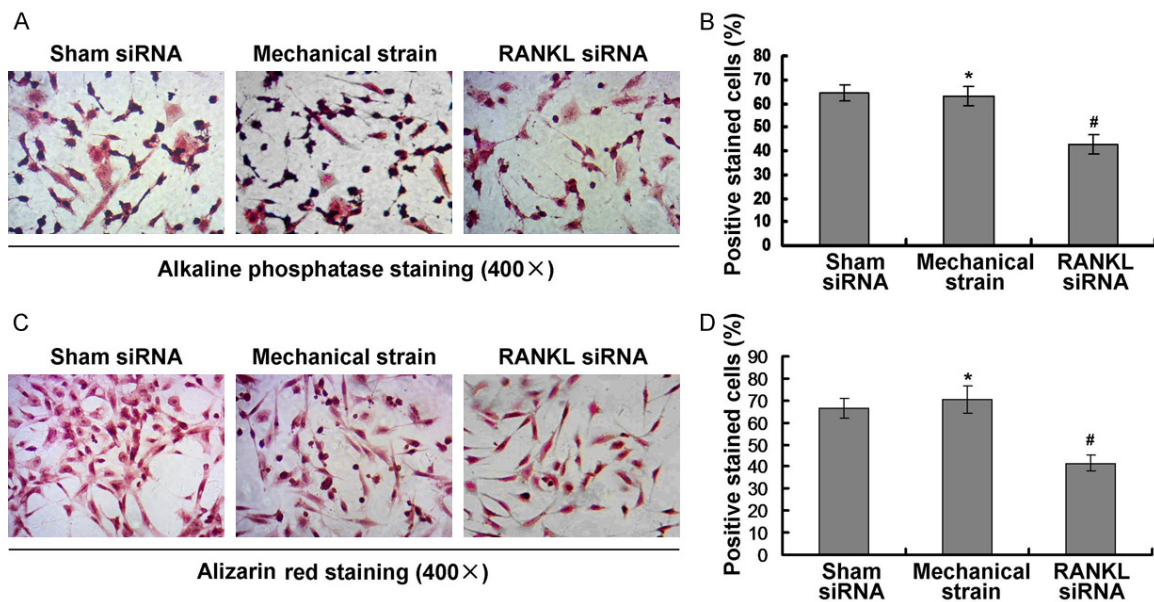 A
Sham siRNA Mechanical strain RANKL siRNA
Alkaline phosphatase staining (400×)
B
Positive stained cells (%)
80
70
60
50
40
30
20
10
0
*
#
Sham siRNA
Mechanical strain
RANKL siRNA
C
Sham siRNA Mechanical strain RANKL siRNA
Alizarin red staining (400×)
D
Positive stained cells (%)
90
80
70
60
50
40
30
20
10
0
*
#
Sham siRNA
Mechanical strain
RANKL siRNA